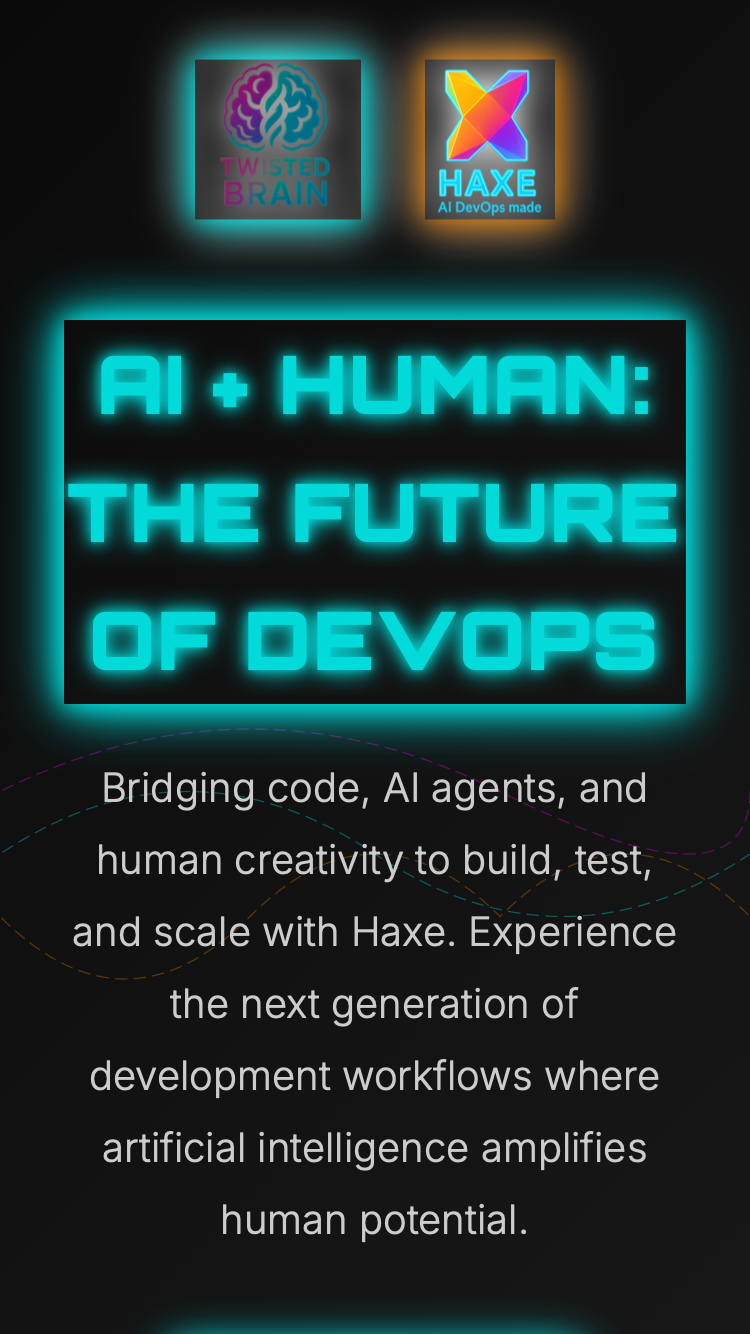 TWISTED
BRAIN
HAXE
AI DevOps made
AI + HUMAN:
THE FUTURE
OF DEVOPS
Bridging code, AI agents, and
human creativity to build, test,
and scale with Haxe. Experience
the next generation of
development workflows where
artificial intelligence amplifies
human potential.